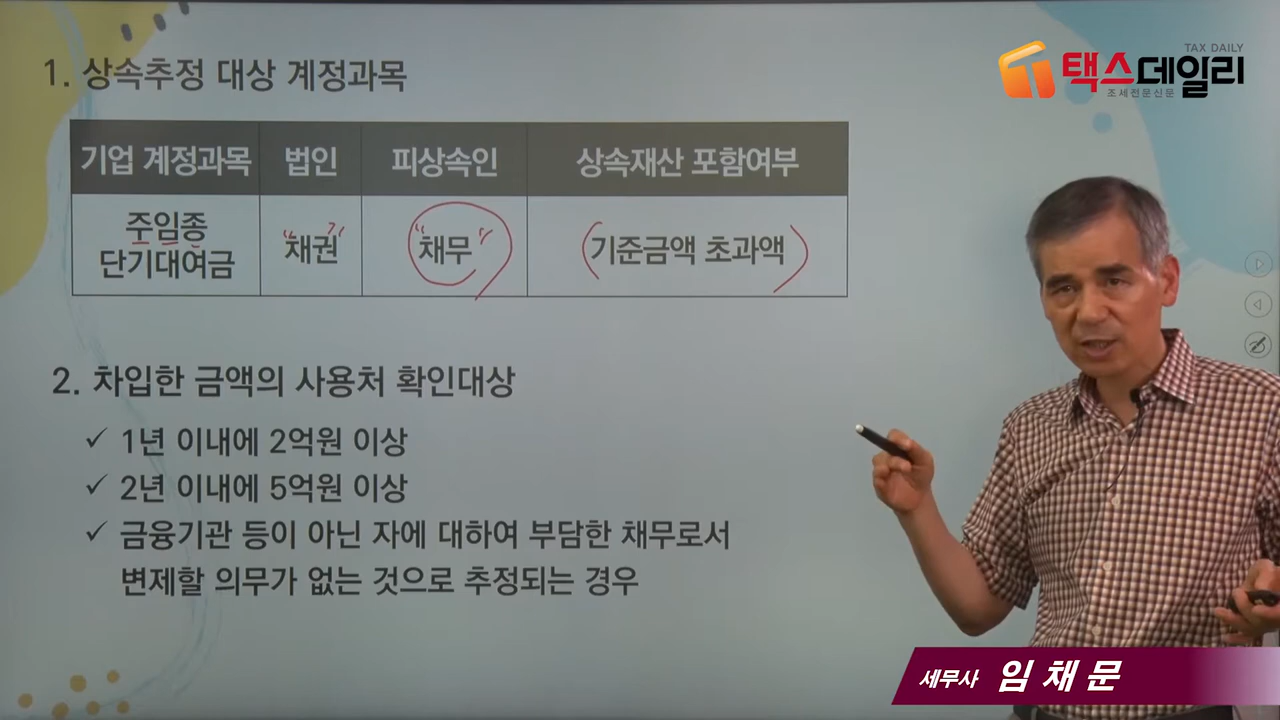 1. 상속추정 대상 계정과목
TAX DAILY
택스데일리
조세전문신문
기업 계정과목 법인 피상속인 상속재산 포함여부
주임종
단기대여금 "채권" "채무" (기준금액 초과액)
2. 차입한 금액의 사용처 확인대상
✓ 1년 이내에 2억원 이상
✓ 2년 이내에 5억원 이상
✓ 금융기관 등이 아닌 자에 대하여 부담한 채무로서
변제할 의무가 없는 것으로 추정되는 경우
세무사 임채문